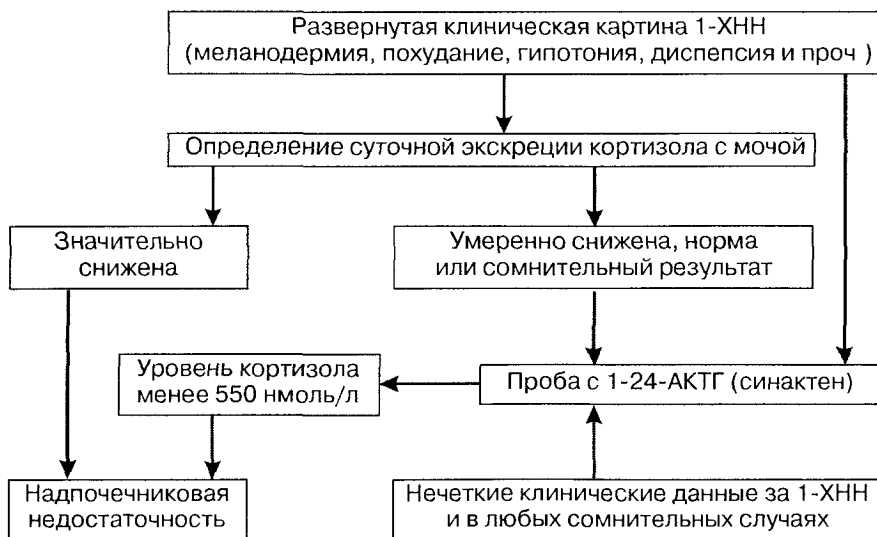 Развернутая клиническая картина 1-ХНН
(меланодермия, похудание, гипотония, диспепсия и проч )
Определение суточной экскреции кортизола с мочой
Значительно
снижена
Умеренно снижена, норма
или сомнительный результат
Уровень кортизола
менее 550 нмоль/л
Проба с 1-24-АКТГ (синактен)
Надпочечниковая
недостаточность
Нечеткие клинические данные за 1-ХНН
и в любых сомнительных случаях